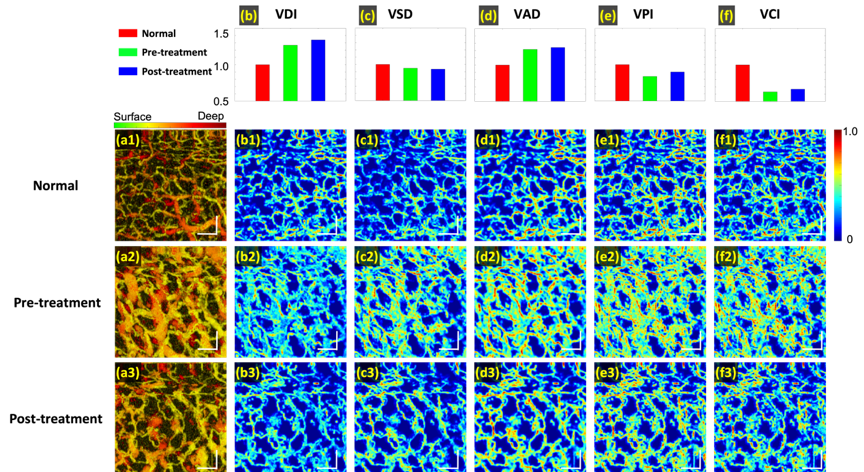 (b) VDI (c) VSD (d) VAD (e) VPI (f) VCI
Normal
Pre-treatment
Post-treatment
1.5
1.0
0.5
Surface Deep
Normal
(a1) (b1) (c1) (d1) (e1) (f1)
1.0
0
Pre-treatment
(a2) (b2) (c2) (d2) (e2) (f2)
Post-treatment
(a3) (b3) (c3) (d3) (e3) (f3)